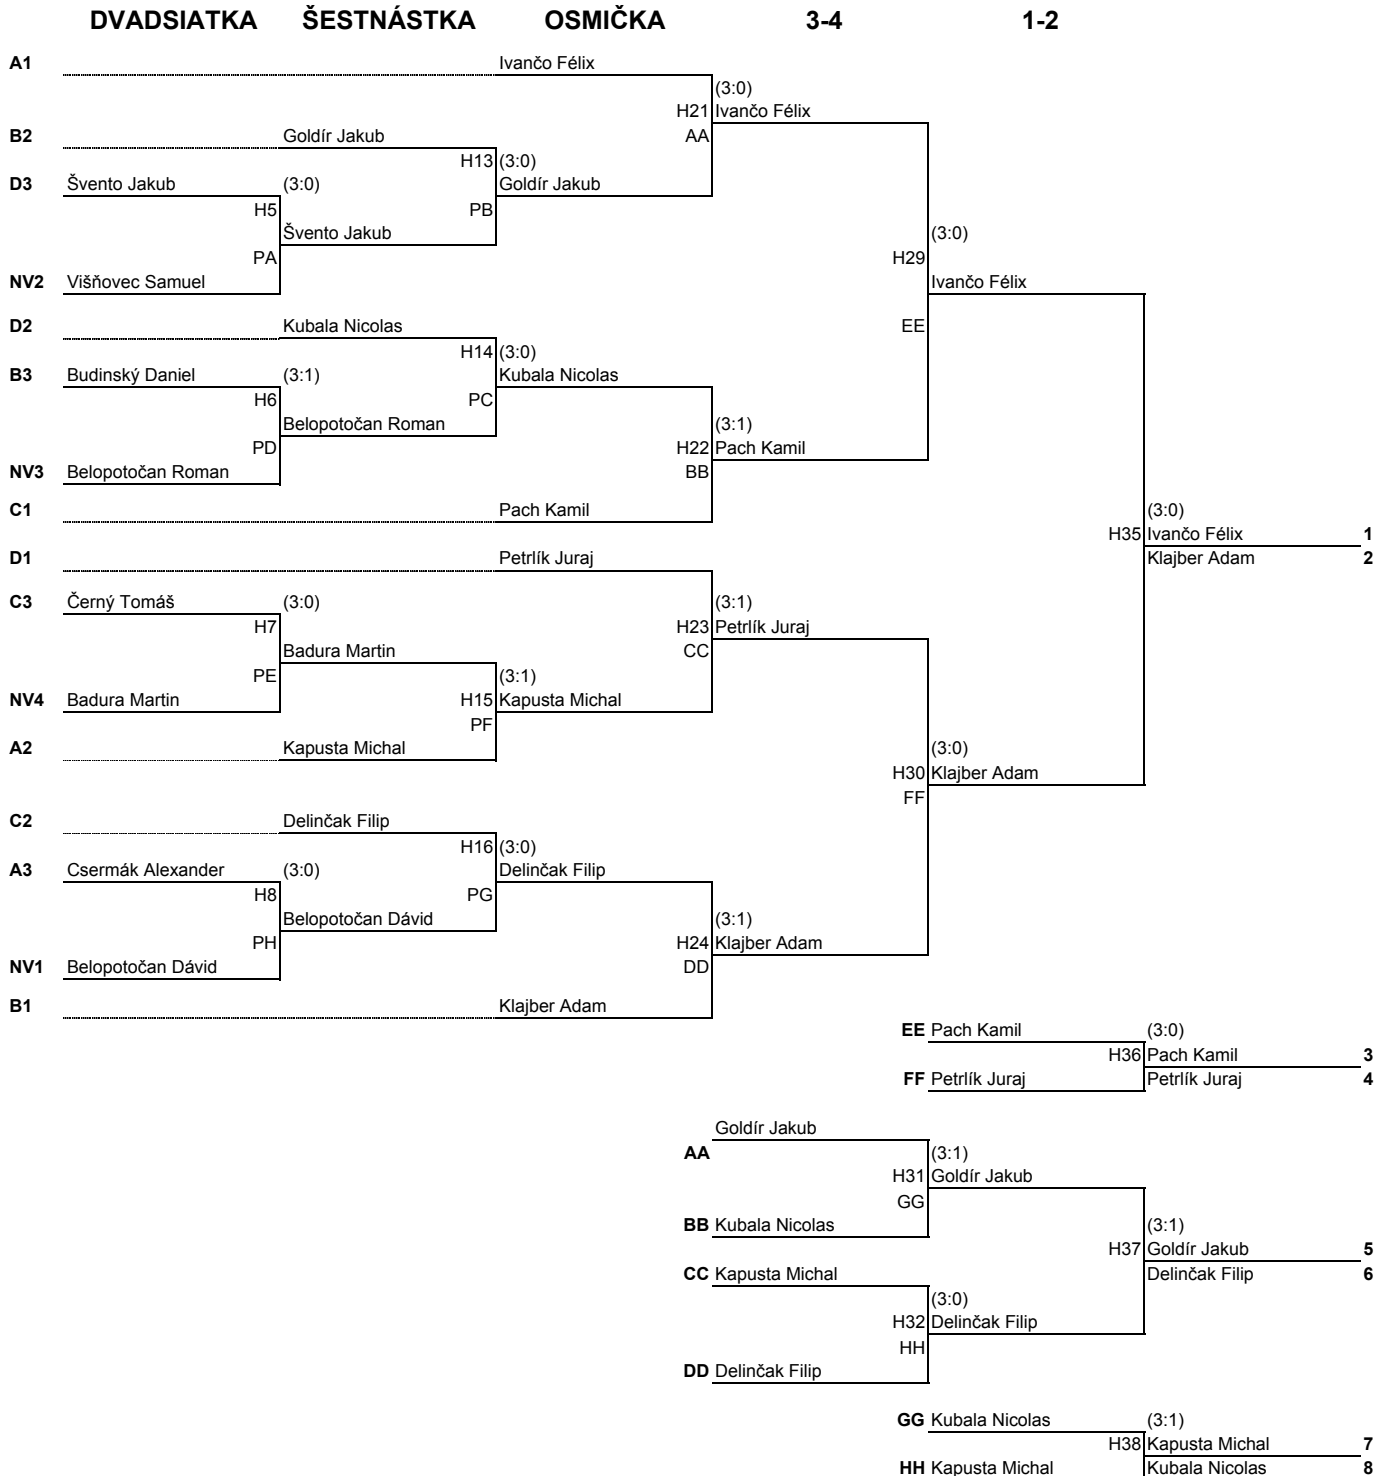 DVADSIATKA ŠESTNÁSTKA OSMIČKA 3-4 1-2
A1 Ivančo Félix
(3:0)
H21 Ivančo Félix
B2 Goldír Jakub AA
H13 (3:0)
D3 Švento Jakub (3:0) Goldír Jakub
H5 PB
Švento Jakub (3:0)
PA H29
NV2 Višňovec Samuel Ivančo Félix
D2 Kubala Nicolas EE
H14 (3:0)
B3 Budinský Daniel (3:1) Kubala Nicolas
H6 PC
Belopotočan Roman (3:1)
PD H22 Pach Kamil
NV3 Belopotočan Roman BB
C1 Pach Kamil (3:0)
H35 Ivančo Félix 1
D1 Petrlík Juraj Klajber Adam 2
C3 Černý Tomáš (3:0) (3:1)
H7 H23 Petrlík Juraj
Badura Martin CC
PE (3:1)
NV4 Badura Martin H15 Kapusta Michal
PF
A2 Kapusta Michal (3:0)
H30 Klajber Adam
FF
C2 Delinčak Filip
H16 (3:0)
A3 Csermák Alexander (3:0) Delinčak Filip
H8 PG
Belopotočan Dávid (3:1)
PH H24 Klajber Adam
NV1 Belopotočan Dávid DD
B1 Klajber Adam
EE Pach Kamil (3:0)
H36 Pach Kamil 3
FF Petrlík Juraj Petrlík Juraj 4
Goldír Jakub
AA (3:1)
H31 Goldír Jakub
GG
BB Kubala Nicolas (3:1)
H37 Goldír Jakub 5
CC Kapusta Michal Delinčak Filip 6
(3:0)
H32 Delinčak Filip
HH
DD Delinčak Filip
GG Kubala Nicolas (3:1)
H38 Kapusta Michal 7
HH Kapusta Michal Kubala Nicolas 8